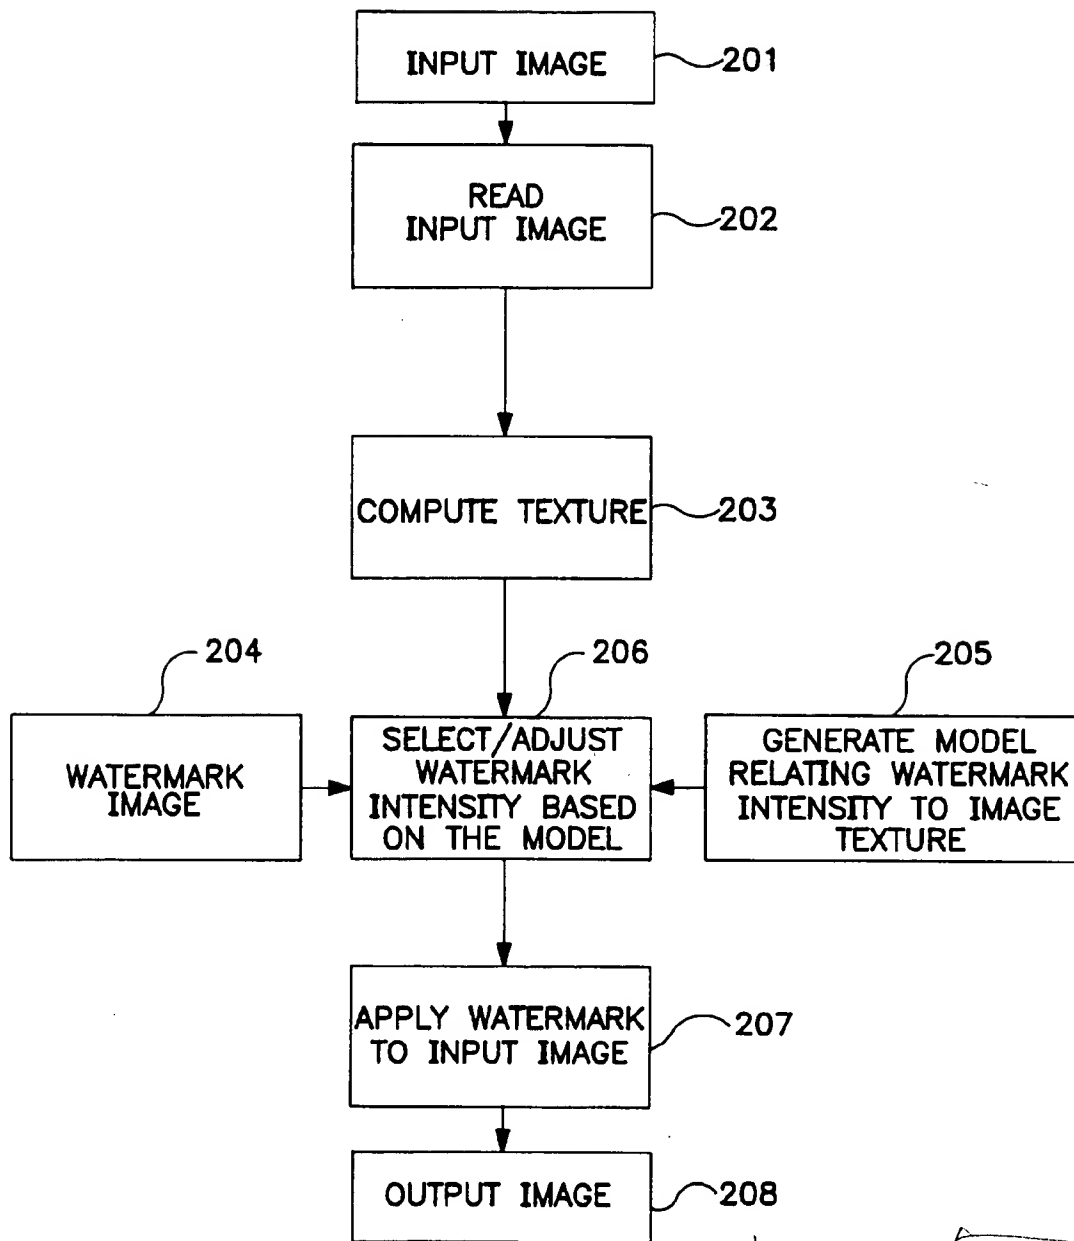 INPUT IMAGE
201
READ
INPUT IMAGE
202
COMPUTE TEXTURE
203
204
206
205
WATERMARK
IMAGE
SELECT/ADJUST
WATERMARK
INTENSITY BASED
ON THE MODEL
GENERATE MODEL
RELATING WATERMARK
INTENSITY TO IMAGE
TEXTURE
APPLY WATERMARK
TO INPUT IMAGE
207
OUTPUT IMAGE
208